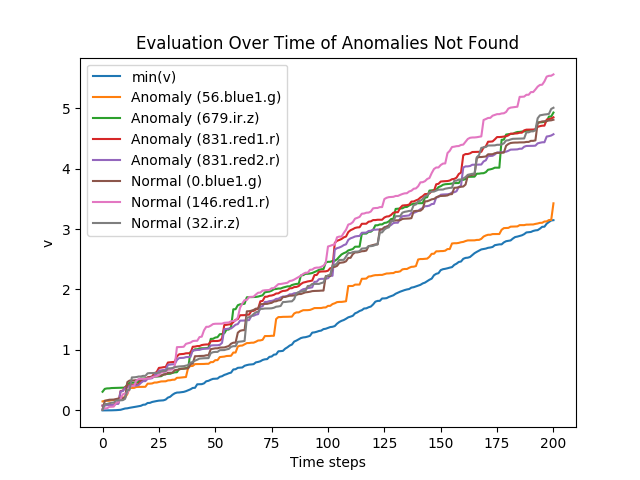 Evaluation Over Time of Anomalies Not Found
min(v)
Anomaly (56.blue1.g)
Anomaly (679.ir.z)
Anomaly (831.red1.r)
Anomaly (831.red2.r)
Normal (0.blue1.g)
Normal (146.red1.r)
Normal (32.ir.z)
5
4
3
2
1
0
v
0 25 50 75 100 125 150 175 200
Time steps